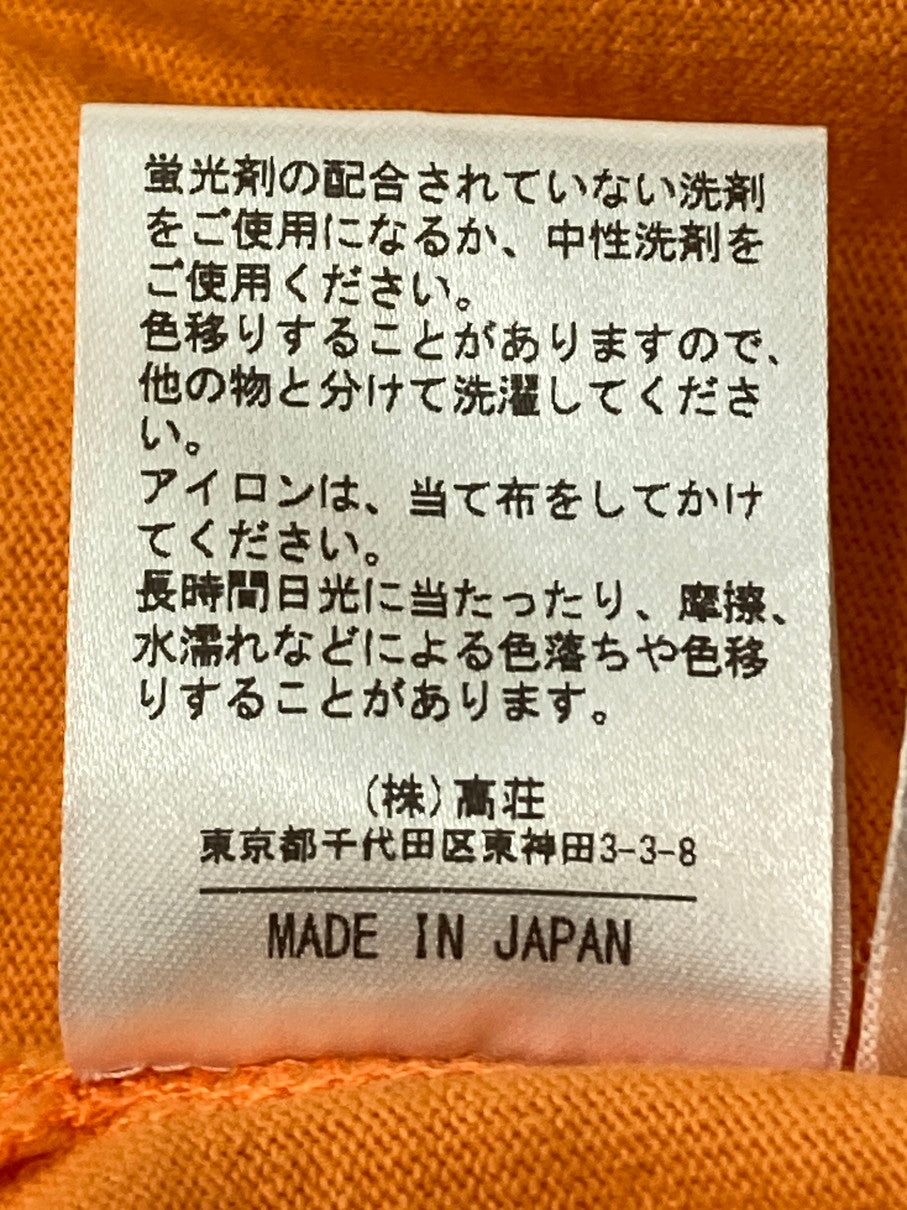 蛍光剤の配合されていない洗剤
をご使用になるか、中性洗剤を
ご使用ください。
色移りすることがありますので、
他の物と分けて洗濯してくださ
い。
アイロンは、当て布をしてかけ
てください。
長時間日光に当たったり、摩擦、
水濡れなどによる色落ちや色移
りすることがあります。
(株)高荘
東京都千代田区東神田3-3-8
MADE IN JAPAN